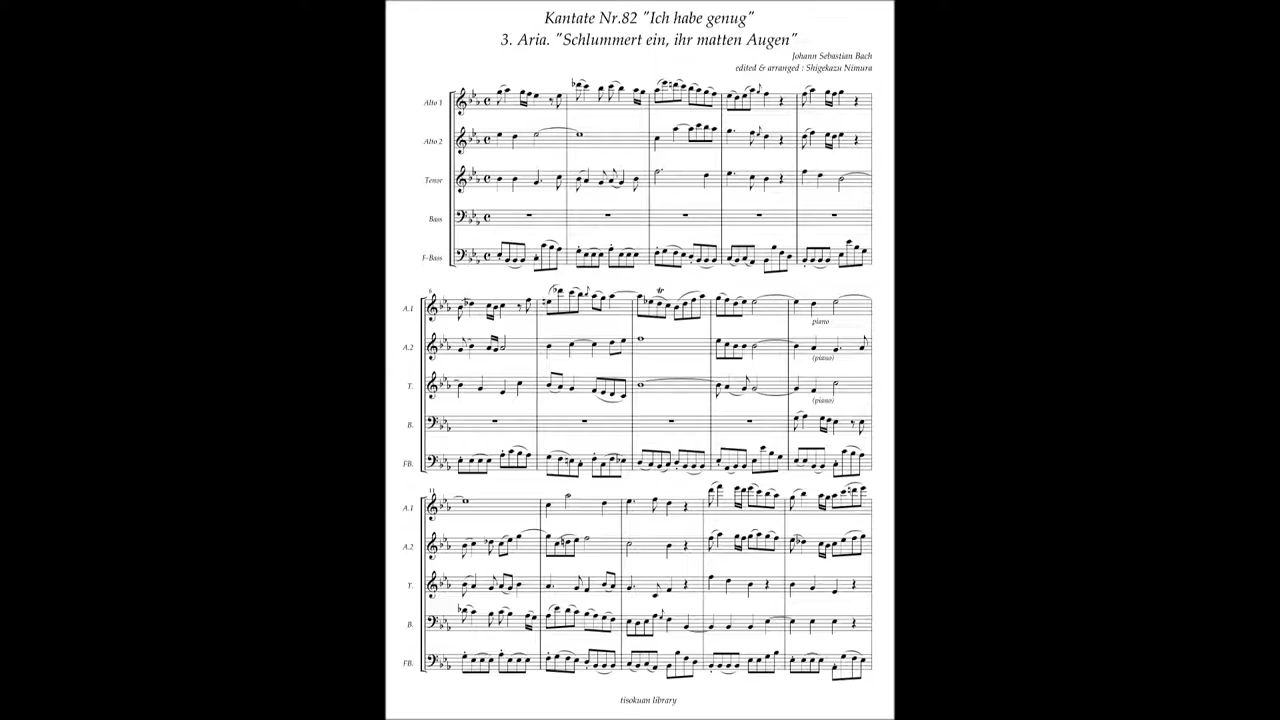 Kantate Nr.82 "Ich habe genug"
3. Aria. "Schlummert ein, ihr matten Augen"
Johann Sebastian Bach
edited & arranged : Shigekazu Nimura
Alto 1
Alto 2
Tenor
Bass
F-Bass
6
A.1
piano
A.2
(piano)
T.
(piano)
B.
FB.
11
A.1
A.2
T.
B.
FB.
tisokuan library